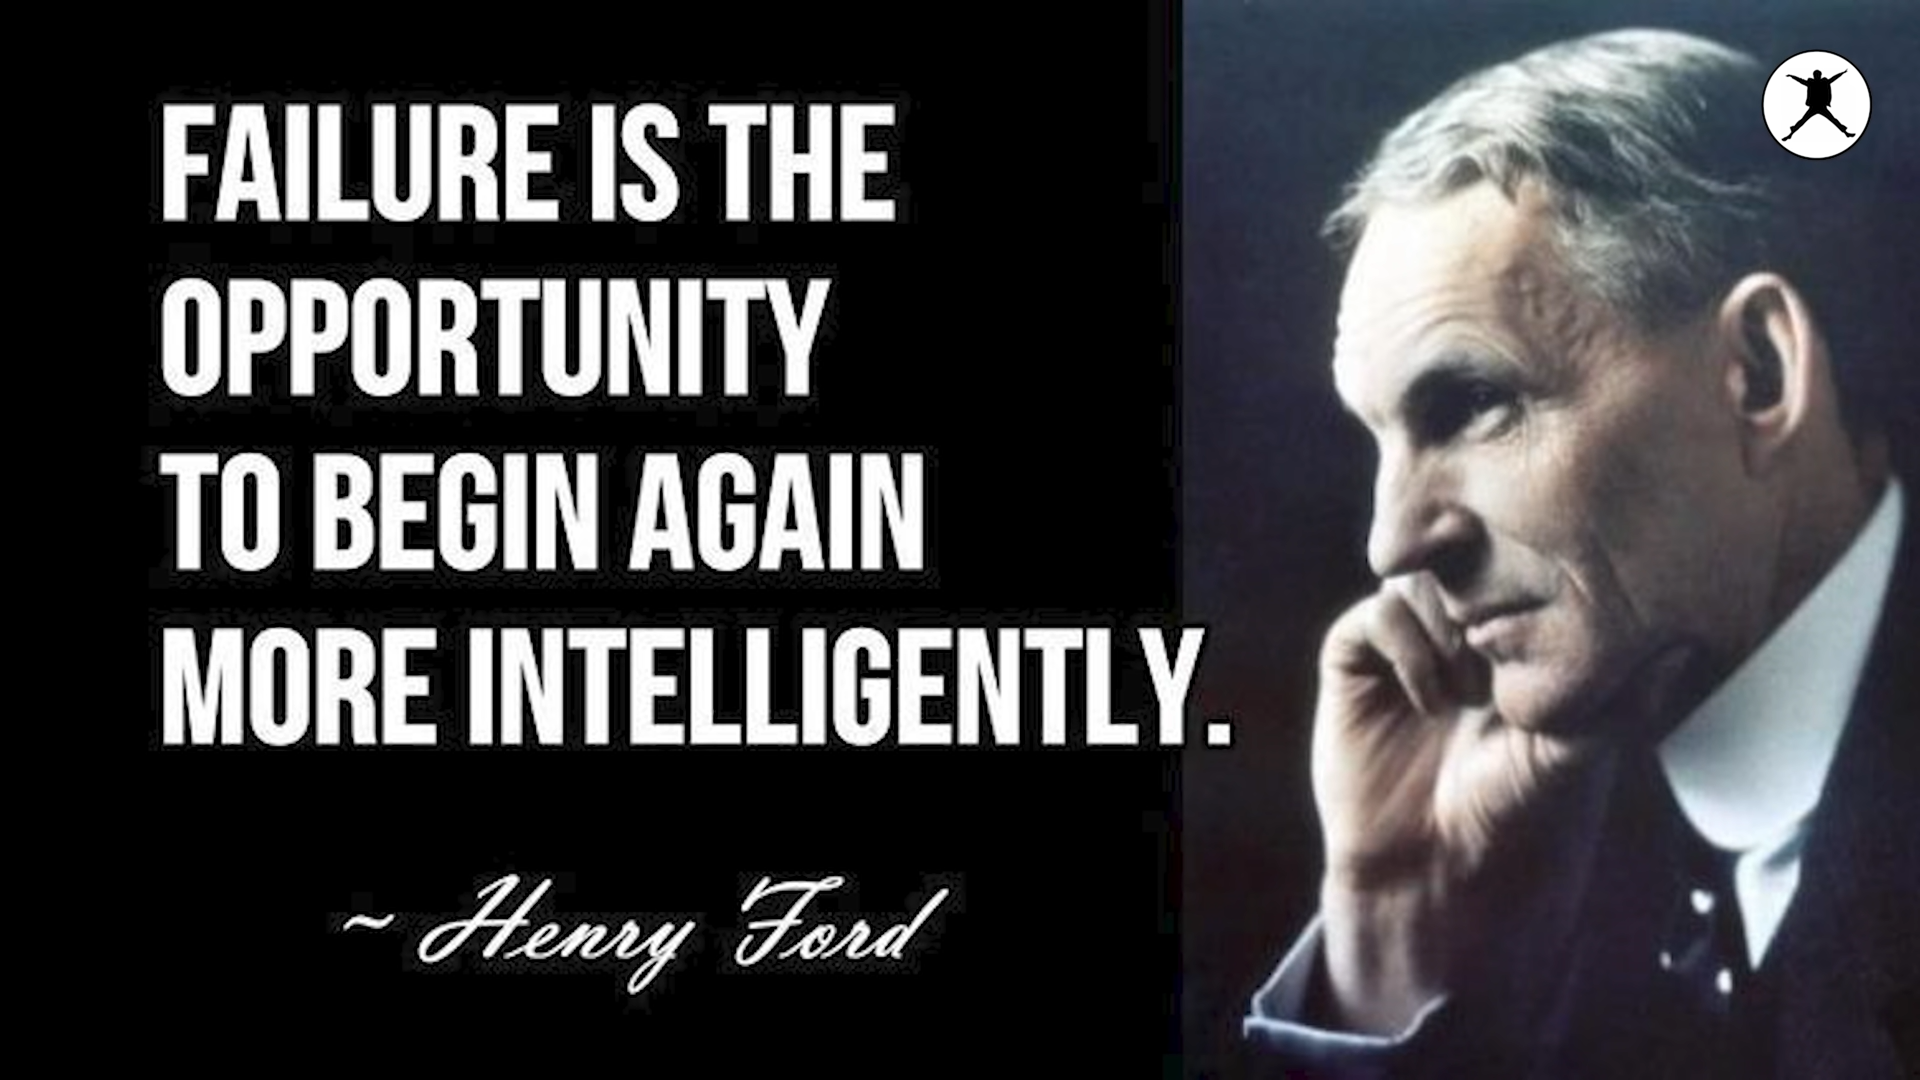 FAILURE IS THE
OPPORTUNITY
TO BEGIN AGAIN
MORE INTELLIGENTLY.
~ Henry Ford